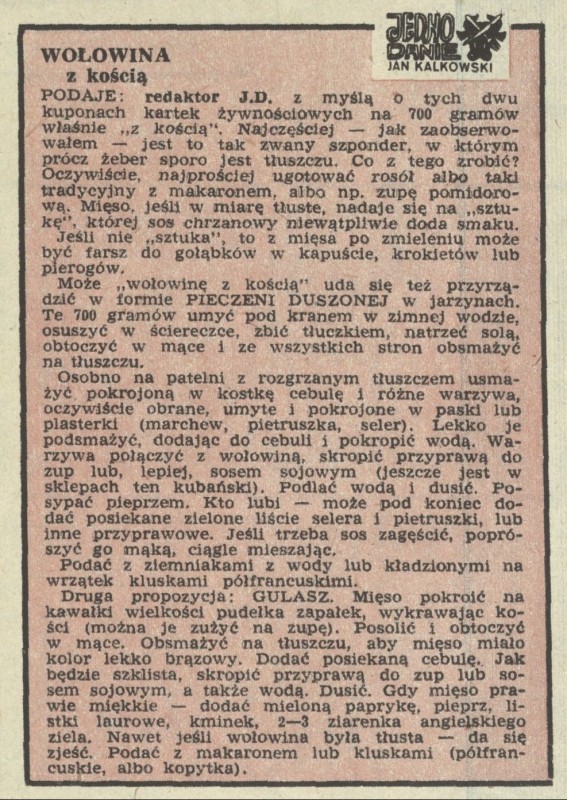 JEDNO
DANIE
JAN KALKOWSKI
WOŁOWINA
z kością
PODAJE: redaktor J.D. z myślą o tych dwu
kuponach kartek żywnościowych na 700 gramów
właśnie „z kością". Najczęściej — jak zaobserwo-
wałem — jest to tak zwany szponder, w którym
prócz żeber sporo jest tłuszczu. Co z tego zrobić?
Oczywiście, najprościej ugotować rosół albo taki
tradycyjny z makaronem, albo np. zupę pomidoro-
wą. Mięso, jeśli w miarę tłuste, nadaje się na „sztu-
kę", której sos chrzanowy niewątpliwie doda smaku.
Jeśli nie „sztuka", to z mięsa po zmieleniu może
być farsz do gołąbków w kapuście, krokietów lub
pierogów.
Może „wołowinę z kością" uda się też przyrzą-
dzić w formie PIECZENI DUSZONEJ w jarzynach.
Te 700 gramów umyć pod kranem w zimnej wodzie,
osuszyć w ściereczce, zbić tłuczkiem, natrzeć solą,
obtoczyć w mące i ze wszystkich stron obsmażyć
na tłuszczu.
Osobno na patelni z rozgrzanym tłuszczem usma-
żyć pokrojoną w kostkę cebulę i różne warzywa,
oczywiście obrane, umyte i pokrojone w paski lub
plasterki (marchew, pietruszka, seler). Lekko je
podsmażyć, dodając do cebuli i pokropić wodą. Wa-
rzywa połączyć z wołowiną, skropić przyprawą do
zup lub, lepiej, sosem sojowym (jeszcze jest w
sklepach ten kubański). Podlać wodą i dusić. Po-
sypać pieprzem. Kto lubi — może pod koniec do-
dać posiekane zielone liście selera i pietruszki, lub
inne przyprawowe. Jeśli trzeba sos zagęścić, popró-
szyć go mąką, ciągle mieszając.
Podać z ziemniakami z wody lub kładzionymi na
wrzątek kluskami półfrancuskimi.
Druga propozycja: GULASZ. Mięso pokroić na
kawałki wielkości pudełka zapałek, wykrawając ko-
ści (można je zużyć na zupę). Posolić i obtoczyć
w mące. Obsmażyć na tłuszczu, aby mięso miało
kolor lekko brązowy. Dodać posiekaną cebulę. Jak
będzie szklista, skropić przyprawą do zup lub so-
sem sojowym, a także wodą. Dusić. Gdy mięso pra-
wie miękkie — dodać mieloną paprykę, pieprz, li-
stki laurowe, kminek, 2—3 ziarenka angielskiego
ziela. Nawet jeśli wołowina była tłusta — da się
zjeść. Podać z makaronem lub kluskami (półfran-
cuskie, albo kopytka).